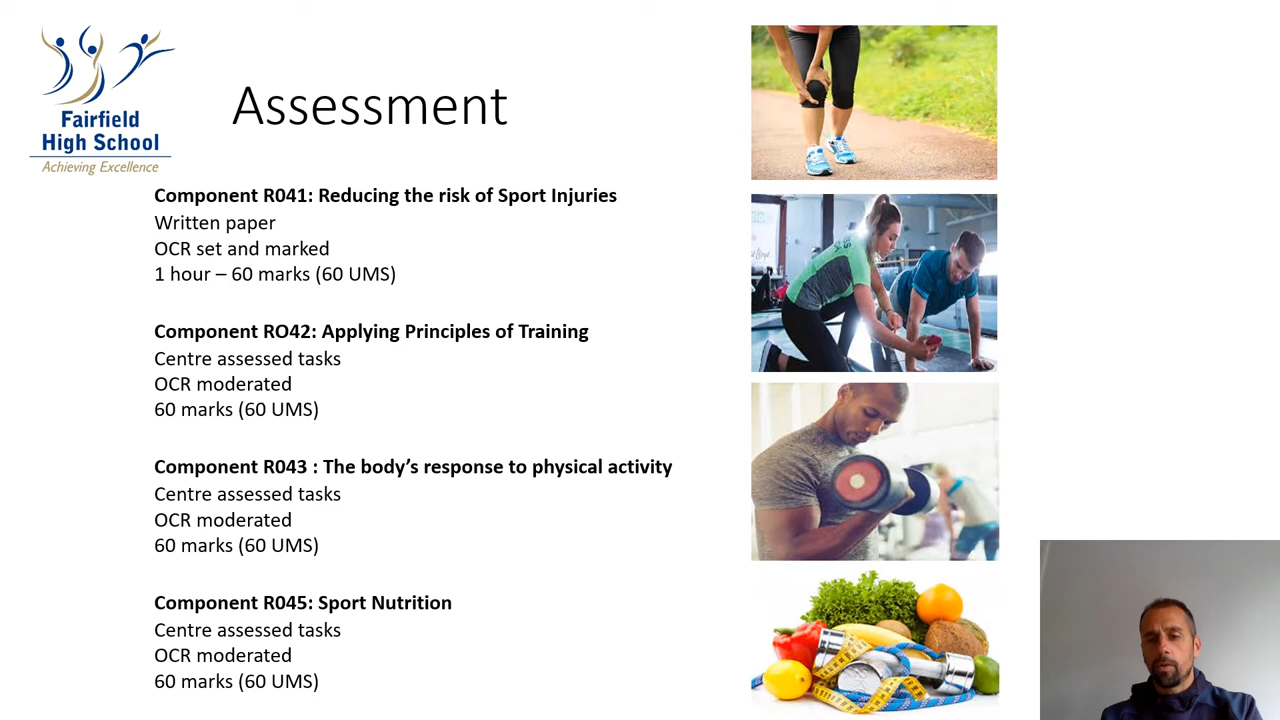 Fairfield
High School
Achieving Excellence
Assessment
Component R041: Reducing the risk of Sport Injuries
Written paper
OCR set and marked
1 hour – 60 marks (60 UMS)
Component RO42: Applying Principles of Training
Centre assessed tasks
OCR moderated
60 marks (60 UMS)
Component R043 : The body’s response to physical activity
Centre assessed tasks
OCR moderated
60 marks (60 UMS)
Component R045: Sport Nutrition
Centre assessed tasks
OCR moderated
60 marks (60 UMS)